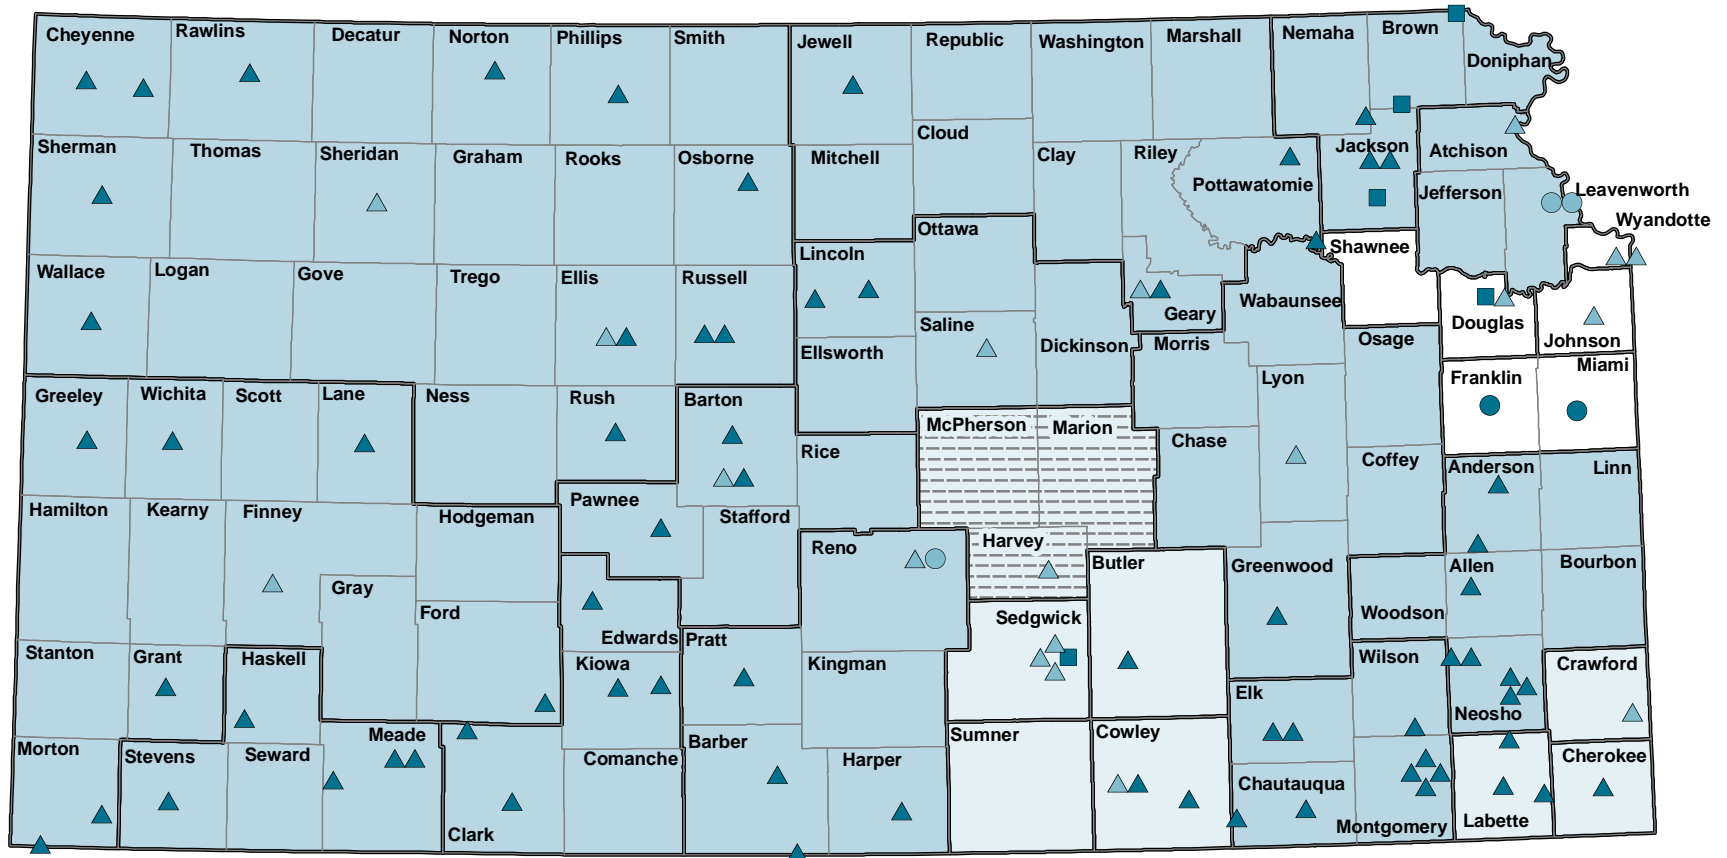 Cheyenne
Rawlins
Decatur
Norton
Phillips
Smith
Jewell
Republic
Washington
Marshall
Nemaha
Brown
Doniphan
Sherman
Thomas
Sheridan
Graham
Rooks
Osborne
Mitchell
Cloud
Clay
Riley
Pottawatomie
Jackson
Atchison
Jefferson
Leavenworth
Wyandotte
Wallace
Logan
Gove
Trego
Ellis
Russell
Lincoln
Ottawa
Saline
Dickinson
Geary
Wabaunsee
Shawnee
Douglas
Johnson
Ellsworth
Morris
Osage
Lyon
Franklin
Miami
Greeley
Wichita
Scott
Lane
Ness
Rush
Barton
Rice
McPherson
Marion
Chase
Coffey
Anderson
Linn
Hamilton
Kearny
Finney
Hodgeman
Pawnee
Stafford
Reno
Harvey
Butler
Greenwood
Woodson
Allen
Bourbon
Gray
Ford
Edwards
Stanton
Grant
Haskell
Kiowa
Pratt
Kingman
Sedgwick
Elk
Wilson
Neosho
Crawford
Morton
Stevens
Seward
Meade
Clark
Comanche
Barber
Harper
Sumner
Cowley
Chautauqua
Montgomery
Labette
Cherokee